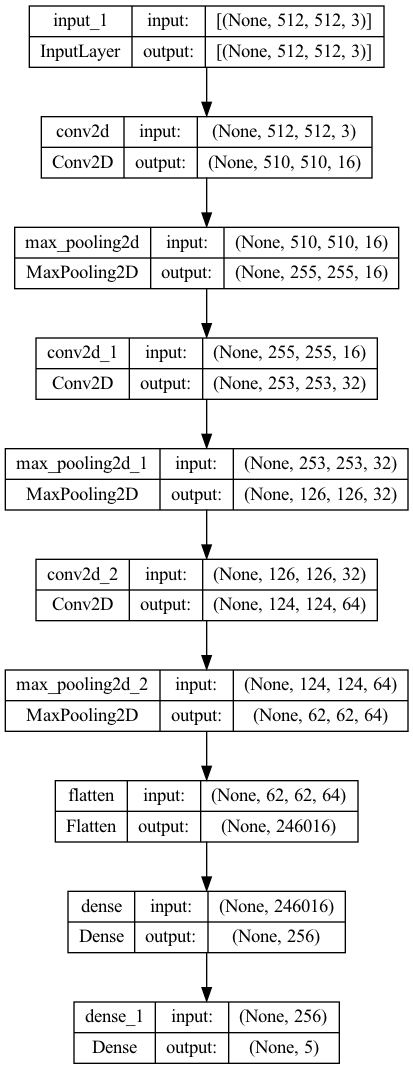 input_1 input: [(None, 512, 512, 3)]
InputLayer output: [(None, 512, 512, 3)]
conv2d input: (None, 512, 512, 3)
Conv2D output: (None, 510, 510, 16)
max_pooling2d input: (None, 510, 510, 16)
MaxPooling2D output: (None, 255, 255, 16)
conv2d_1 input: (None, 255, 255, 16)
Conv2D output: (None, 253, 253, 32)
max_pooling2d_1 input: (None, 253, 253, 32)
MaxPooling2D output: (None, 126, 126, 32)
conv2d_2 input: (None, 126, 126, 32)
Conv2D output: (None, 124, 124, 64)
max_pooling2d_2 input: (None, 124, 124, 64)
MaxPooling2D output: (None, 62, 62, 64)
flatten input: (None, 62, 62, 64)
Flatten output: (None, 246016)
dense input: (None, 246016)
Dense output: (None, 256)
dense_1 input: (None, 256)
Dense output: (None, 5)